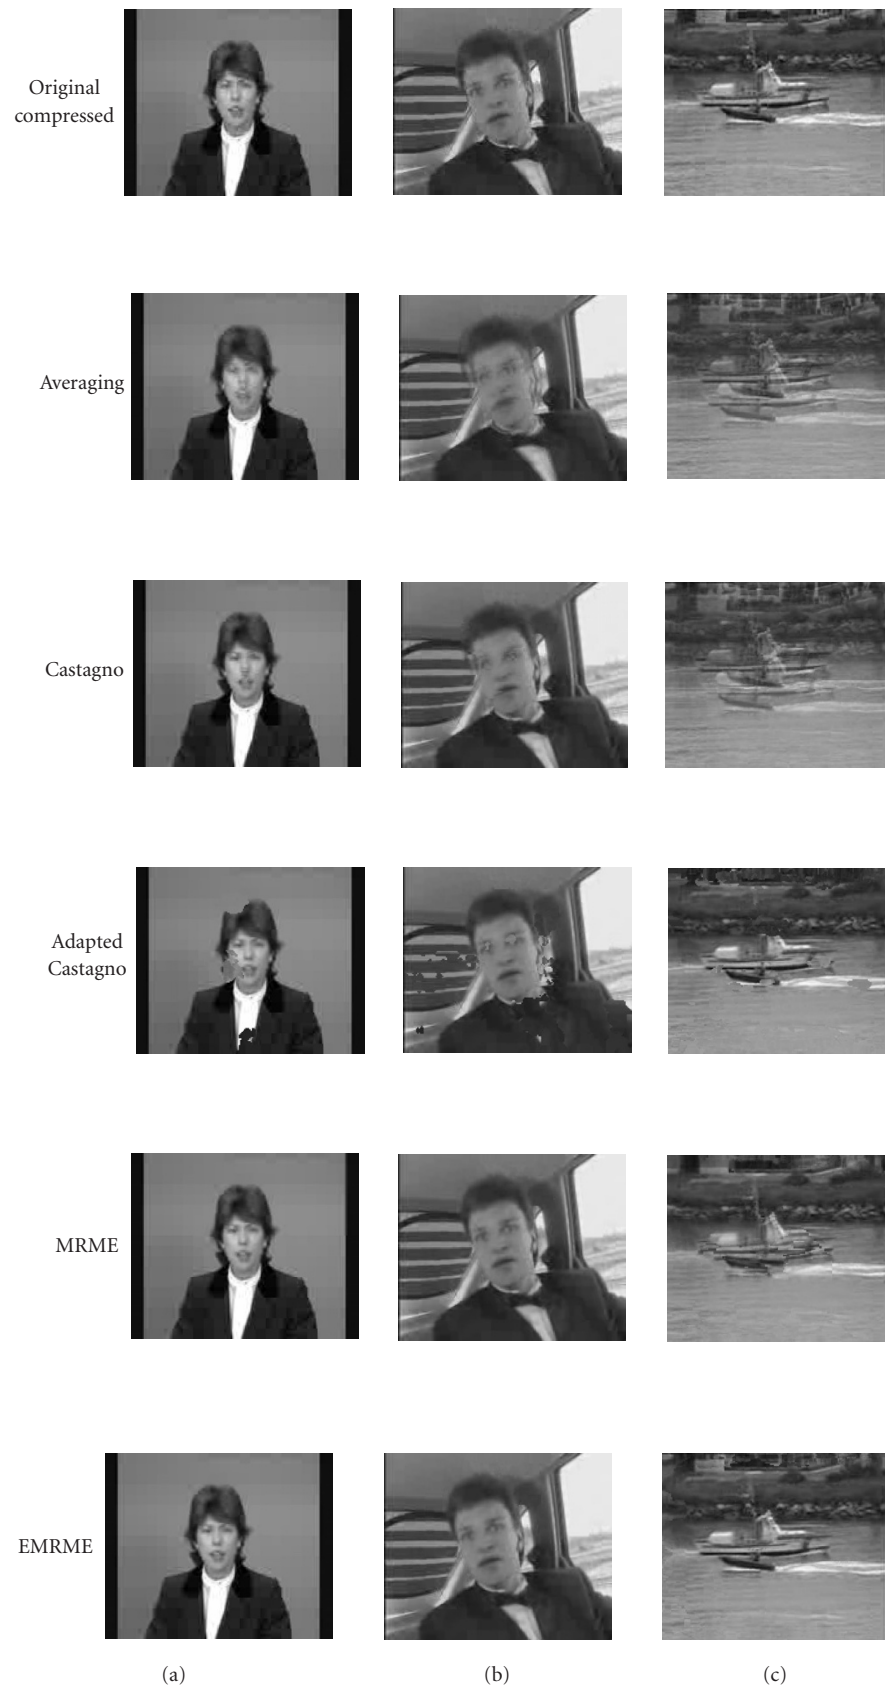 Original
compressed
Averaging
Castagno
Adapted
Castagno
MRME
EMRME
(a)
(b)
(c)